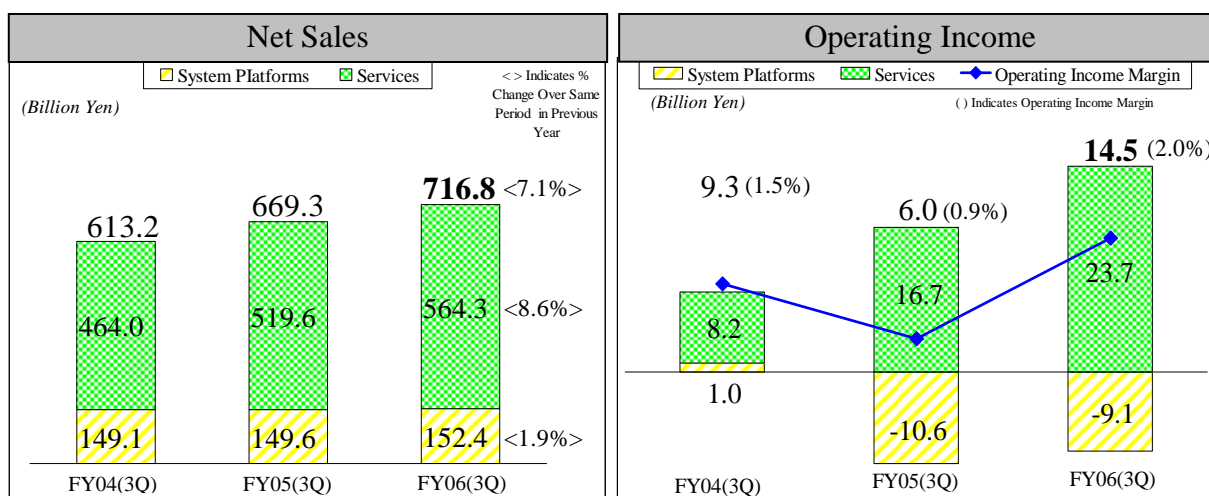 Net Sales
System Platforms
Services
< > Indicates %
Change Over Same
Period in Previous
Year
(Billion Yen)
716.8 <7.1%>
669.3
613.2
464.0
519.6
564.3 <8.6%>
149.1
149.6
152.4 <1.9%>
FY04(3Q)
FY05(3Q)
FY06(3Q)
Operating Income
System Platforms
Services
Operating Income Margin
(Billion Yen)
( ) Indicates Operating Income Margin
14.5 (2.0%)
9.3 (1.5%)
6.0 (0.9%)
8.2
16.7
23.7
1.0
-10.6
-9.1
FY04(3Q)
FY05(3Q)
FY06(3Q)